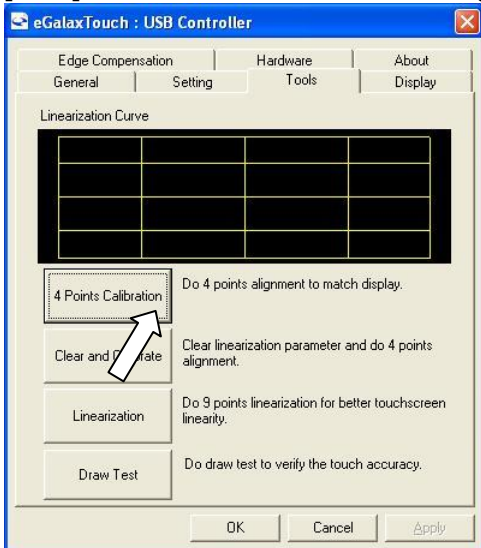 eGalaxTouch : USB Controller
Edge Compensation Hardware About
General Setting Tools Display
Linearization Curve
4 Points Calibration
Do 4 points alignment to match display.
Clear and
Clear linearization parameter and do 4 points
alignment.
Linearization
Do 9 points linearization for better touchscreen
linearity.
Draw Test
Do draw test to verify the touch accuracy.
OK Cancel Apply